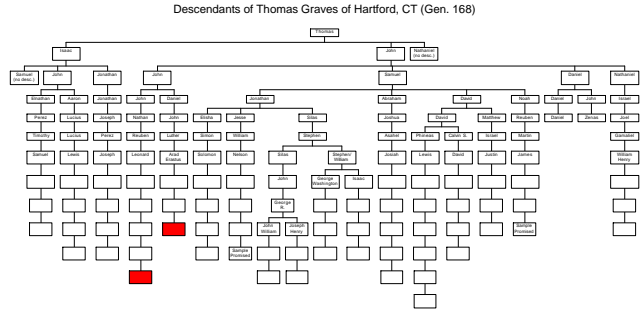 Descendants of Thomas Graves of Hartford, CT (Gen. 168)
Thomas
Isaac
John
Nathaniel
(no desc.)
Samuel
(no desc.)
John
Jonathan
John
Samuel
Daniel
Nathaniel
Elnathan
Aaron
Jonathan
John
Daniel
Jonathan
Abraham
David
Noah
Daniel
John
Israel
Perez
Lucius
Joseph
Nathan
John
Elisha
Jesse
Silas
Joshua
David
Matthew
Reuben
Daniel
Zenas
Joel
Timothy
Lucius
Perez
Reuben
Luther
Simon
William
Stephen
Asahel
Phineas
Calvin S.
Israel
Martin
Gamaliel
Samuel
Lewis
Joseph
Leonard
Arad
Erastus
Solomon
Nelson
Silas
Stephen/
William
Josiah
Lewis
David
Justin
James
William
Henry
John
George
Washington
Isaac
George
R.
John
William
Joseph
Henry
Sample
Promised
Sample
Promised